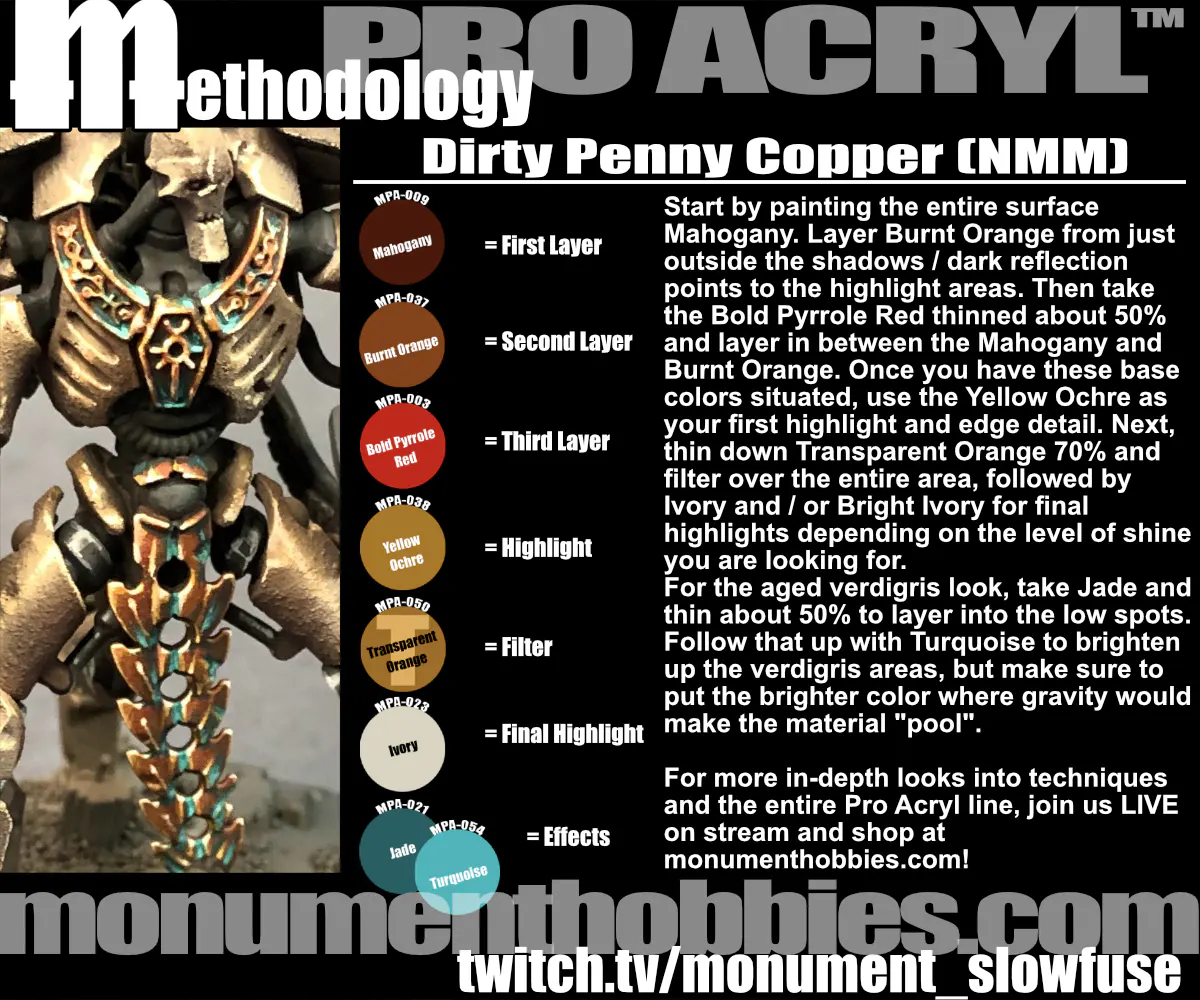 PRO ACRYL™
Methodology
Dirty Penny Copper (NMM)
MPA-009
Mahogany
= First Layer
MPA-037
Burnt Orange
= Second Layer
MPA-003
Bold Pyrrole
Red
= Third Layer
MPA-038
Yellow
Ochre
= Highlight
MPA-050
T
Transparent
Orange
= Filter
MPA-023
Ivory
= Final Highlight
MPA-021
Jade
MPA-054
Turquoise
= Effects
Start by painting the entire surface
Mahogany. Layer Burnt Orange from just
outside the shadows / dark reflection
points to the highlight areas. Then take
the Bold Pyrrole Red thinned about 50%
and layer in between the Mahogany and
Burnt Orange. Once you have these base
colors situated, use the Yellow Ochre as
your first highlight and edge detail. Next,
thin down Transparent Orange 70% and
filter over the entire area, followed by
Ivory and / or Bright Ivory for final
highlights depending on the level of shine
you are looking for.
For the aged verdigris look, take Jade and
thin about 50% to layer into the low spots.
Follow that up with Turquoise to brighten
up the verdigris areas, but make sure to
put the brighter color where gravity would
make the material "pool".
For more in-depth looks into techniques
and the entire Pro Acryl line, join us LIVE
on stream and shop at
monumenthobbies.com!
monumenthobbies.com
twitch.tv/monument_slowfuse